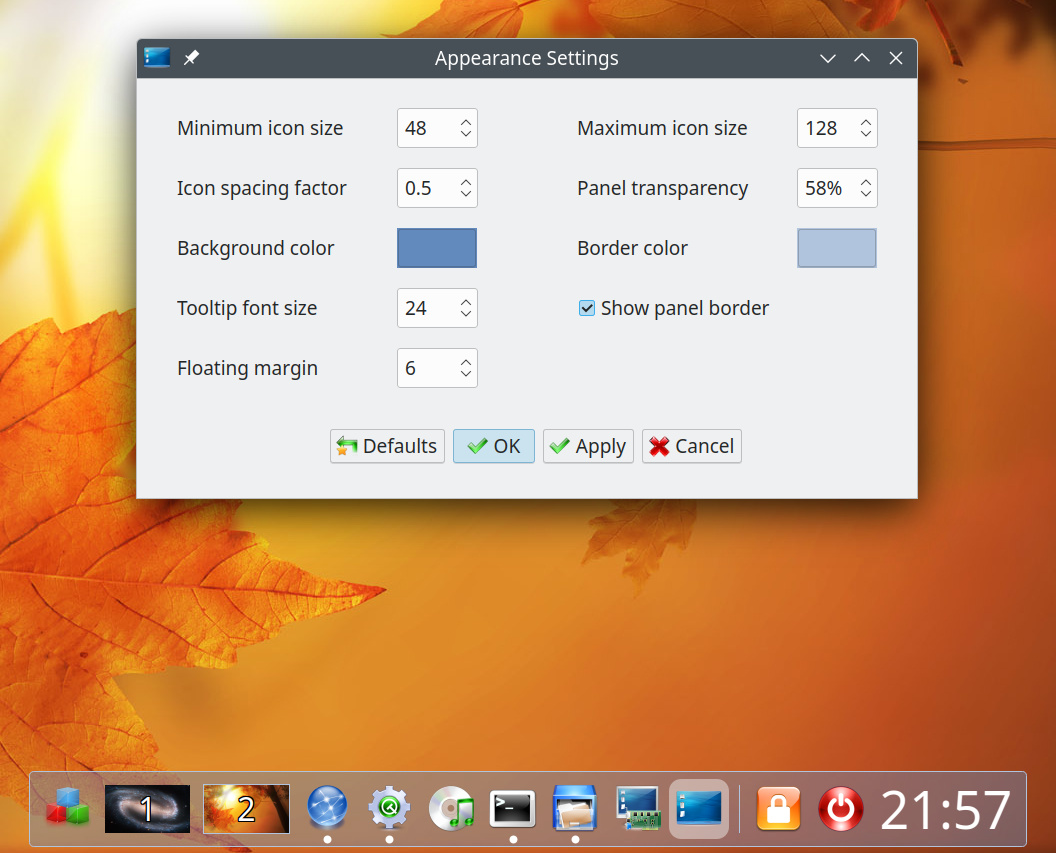 Appearance Settings
Minimum icon size 48 Maximum icon size 128
Icon spacing factor 0.5 Panel transparency 58%
Background color Border color
Tooltip font size 24 Show panel border
Floating margin 6
Defaults OK Apply Cancel
1 2 >_ 21:57